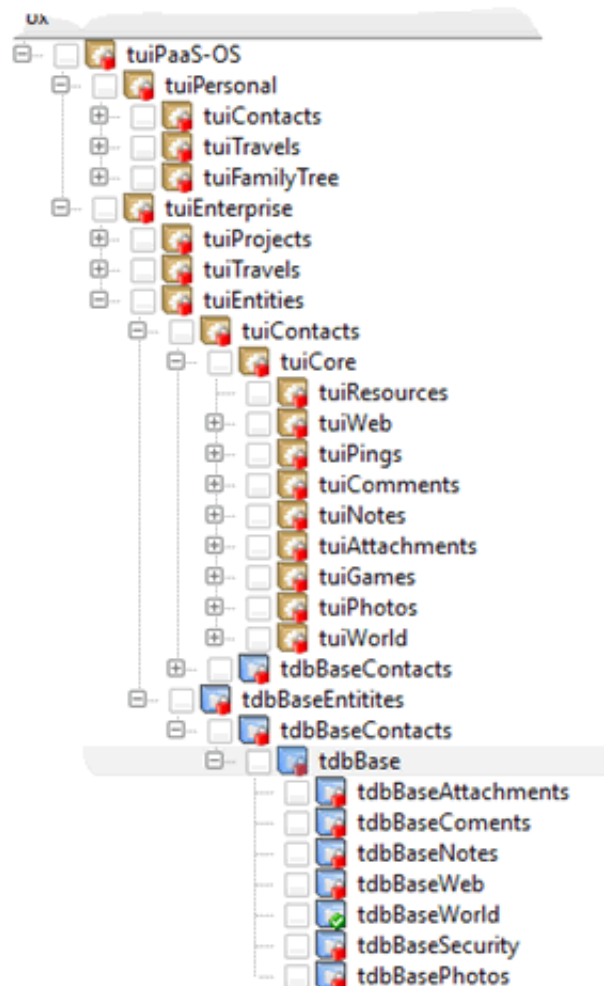 ux
tuiPaaS-OS
tuiPersonal
tuiContacts
tuiTravels
tuiFamilyTree
tuiEnterprise
tuiProjects
tuiTravels
tuiEntities
tuiContacts
tuiCore
tuiResources
tuiWeb
tuiPings
tuiComments
tuiNotes
tuiAttachments
tuiGames
tuiPhotos
tuiWorld
tdbBaseContacts
tdbBaseEntitites
tdbBaseContacts
tdbBase
tdbBaseAttachments
tdbBaseComents
tdbBaseNotes
tdbBaseWeb
tdbBaseWorld
tdbBaseSecurity
tdbBasePhotos